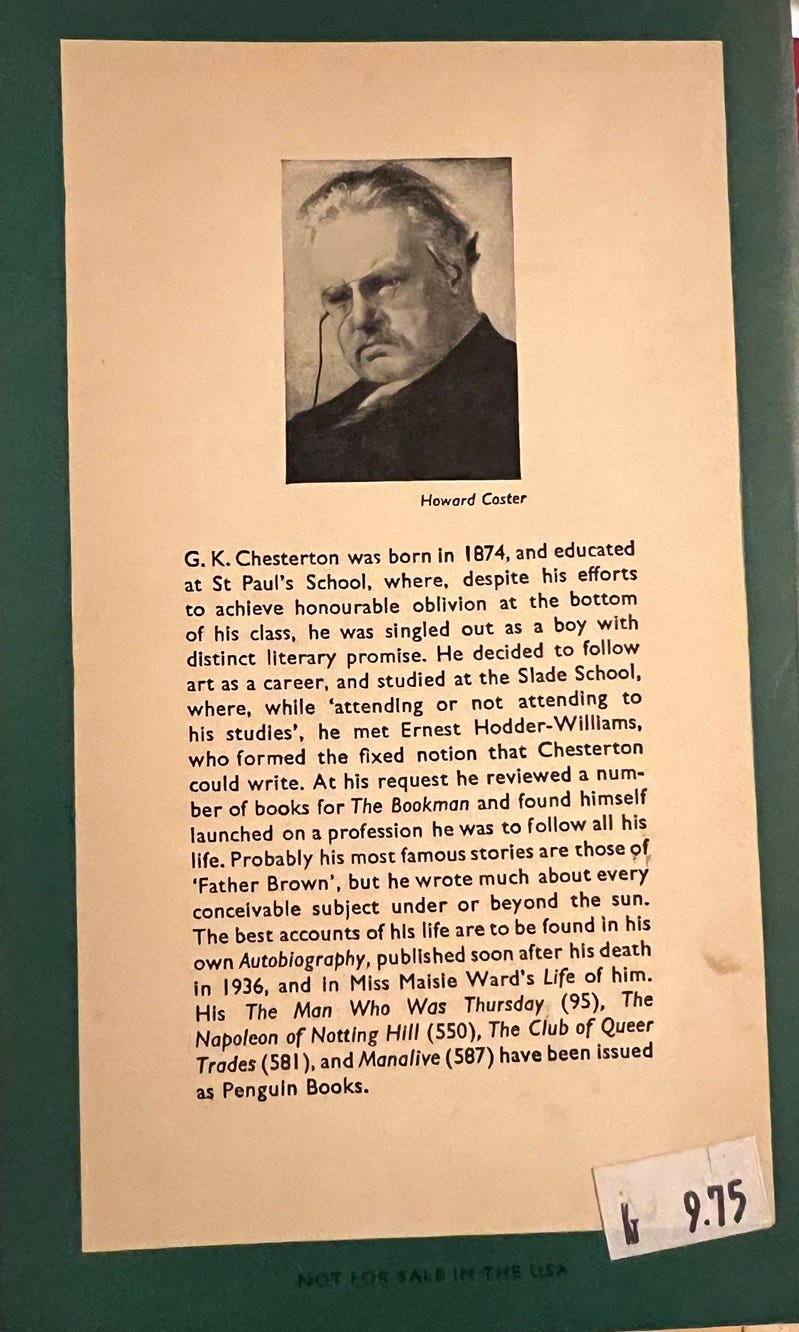 Howard Coster
G. K. Chesterton was born in 1874, and educated
at St Paul's School, where, despite his efforts
to achieve honourable oblivion at the bottom
of his class, he was singled out as a boy with
distinct literary promise. He decided to follow
art as a career, and studied at the Slade School,
where, while ‘attending or not attending to
his studies’, he met Ernest Hodder-Williams,
who formed the fixed notion that Chesterton
could write. At his request he reviewed a num-
ber of books for The Bookman and found himself
launched on a profession he was to follow all his
life. Probably his most famous stories are those of
‘Father Brown’, but he wrote much about every
conceivable subject under or beyond the sun.
The best accounts of his life are to be found in his
own Autobiography, published soon after his death
in 1936, and in Miss Maisie Ward's Life of him.
His The Man Who Was Thursday (95), The
Napoleon of Notting Hill (550), The Club of Queer
Trades (581), and Manalive (587) have been issued
as Penguin Books.
kr 9.75
NOT FOR SALE IN THE USA